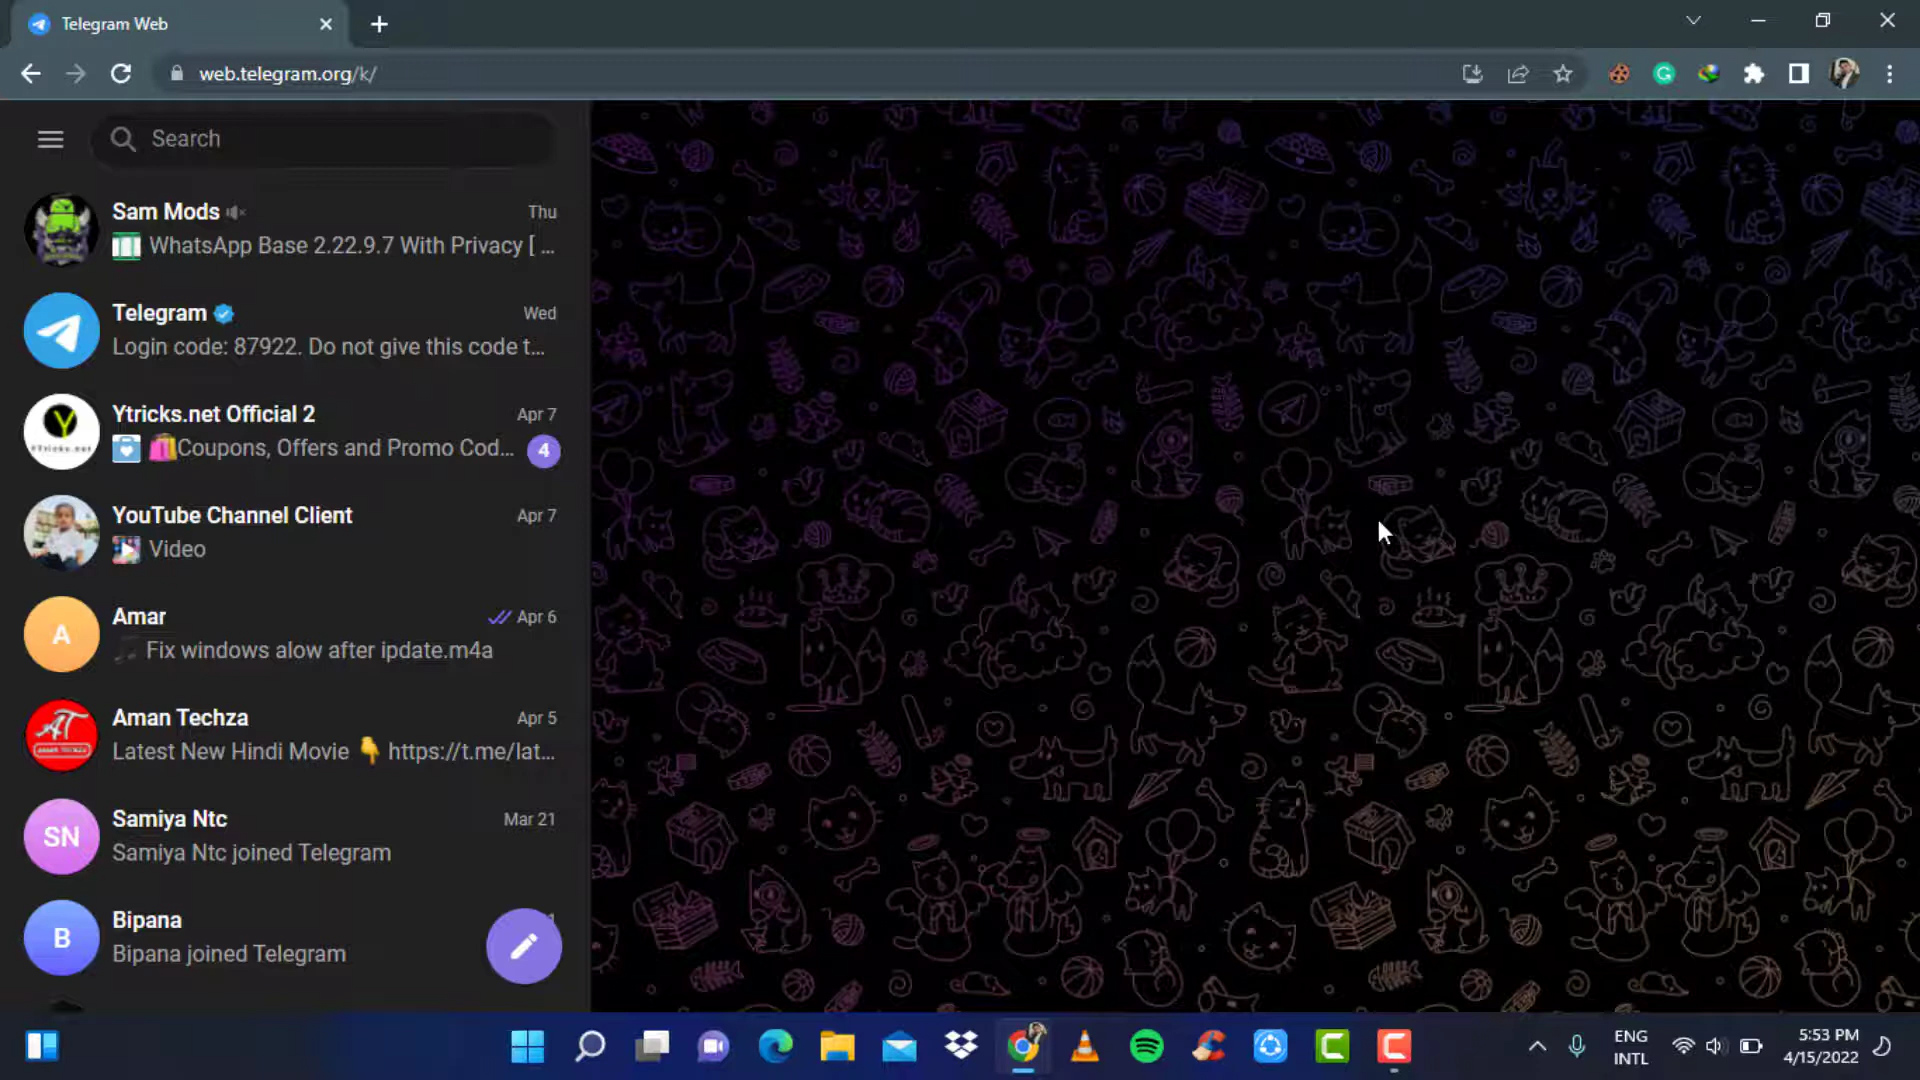 Telegram Web
web.telegram.org/k/
Search
Sam Mods
Thu
WhatsApp Base 2.22.9.7 With Privacy [ ...
Telegram
Wed
Login code: 87922. Do not give this code t...
Ytricks.net Official 2
Apr 7
🛍️Coupons, Offers and Promo Cod...
4
YouTube Channel Client
Apr 7
Video
Amar
Apr 6
A
🎵 Fix windows alow after ipdate.m4a
Aman Techza
Apr 5
AT
AMAN TECHZA
Latest New Hindi Movie 👇 https://t.me/lat...
Samiya Ntc
Mar 21
SN
Samiya Ntc joined Telegram
Bipana
B
Bipana joined Telegram
ENG
INTL
5:53 PM
4/15/2022